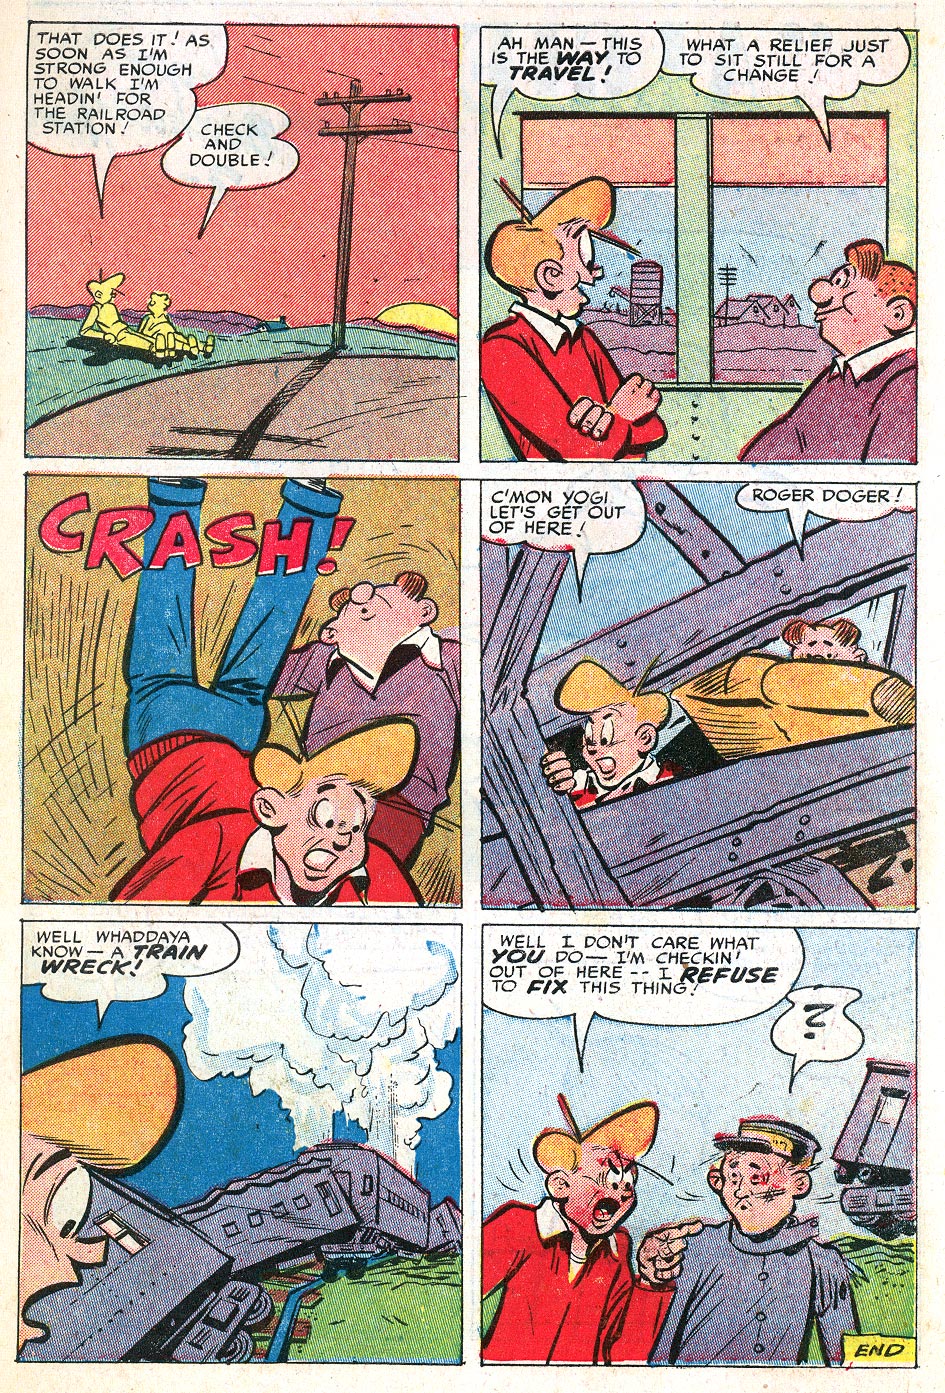 THAT DOES IT! AS
SOON AS I'M
STRONG ENOUGH
TO WALK I'M
HEADIN' FOR
THE RAILROAD
STATION!
CHECK
AND
DOUBLE!
AH MAN — THIS
IS THE WAY TO
TRAVEL!
WHAT A RELIEF JUST
TO SIT STILL FOR A
CHANGE!
CRASH!
C'MON YOGI
LET'S GET OUT
OF HERE!
ROGER DOGER!
WELL WHADDAYA
KNOW — A TRAIN
WRECK!
WELL I DON'T CARE WHAT
YOU DO — I'M CHECKIN'
OUT OF HERE -- I REFUSE
TO FIX THIS THING!
?
END